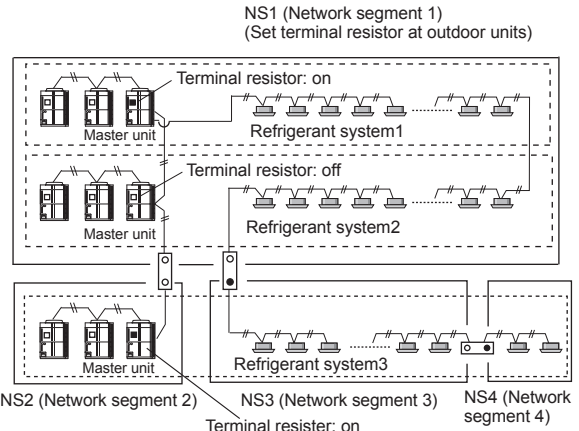 NS1 (Network segment 1)
(Set terminal resistor at outdoor units)
Terminal resistor: on
Master unit
Refrigerant system1
Terminal resistor: off
Master unit
Refrigerant system2
Master unit
Refrigerant system3
NS2 (Network segment 2)
NS3 (Network segment 3)
NS4 (Network
segment 4)
Terminal resister: on